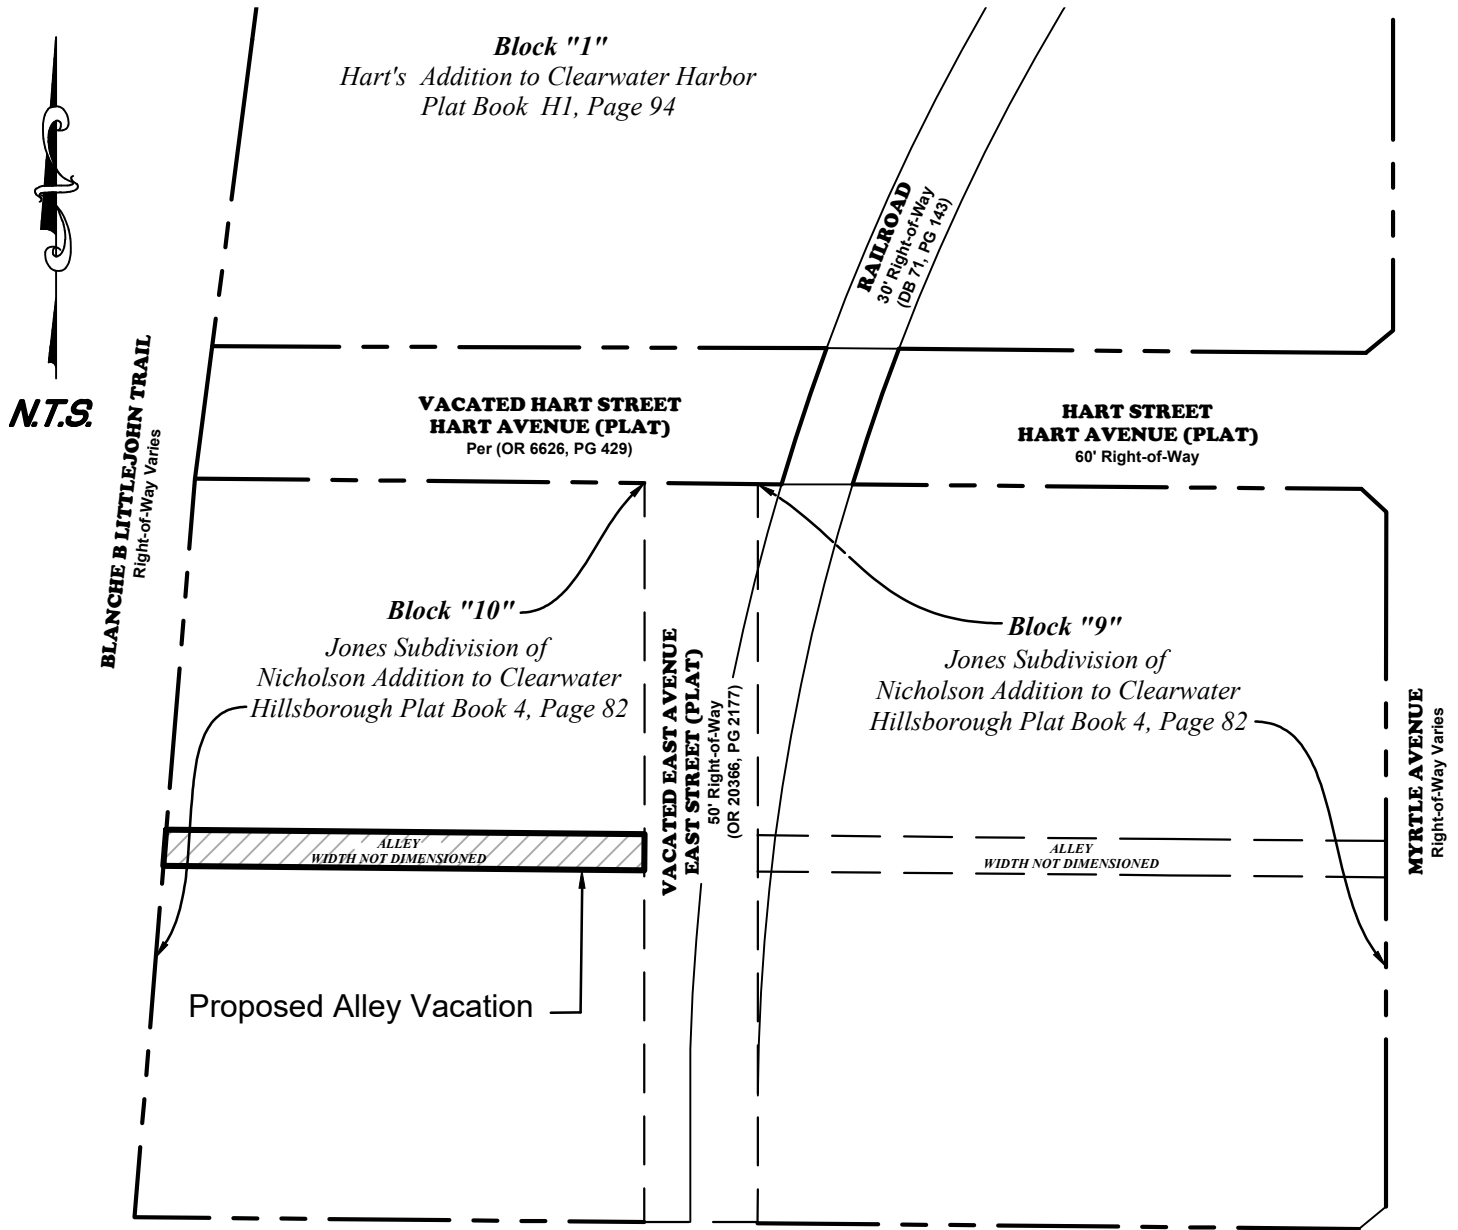 Block "1"
Hart's Addition to Clearwater Harbor
Plat Book H1, Page 94
RAILROAD
30' Right-of-Way
(DB 71, PG 143)
N.T.S.
BLANCHE B LITTLEJOHN TRAIL
Right-of-Way Varies
VACATED HART STREET
HART AVENUE (PLAT)
Per (OR 6626, PG 429)
HART STREET
HART AVENUE (PLAT)
60' Right-of-Way
Block "10"
Jones Subdivision of
Nicholson Addition to Clearwater
Hillsborough Plat Book 4, Page 82
VACATED EAST AVENUE
EAST STREET (PLAT)
50' Right-of-Way
(OR 20366, PG 2177)
Block "9"
Jones Subdivision of
Nicholson Addition to Clearwater
Hillsborough Plat Book 4, Page 82
MYRTLE AVENUE
Right-of-Way Varies
ALLEY
WIDTH NOT DIMENSIONED
ALLEY
WIDTH NOT DIMENSIONED
Proposed Alley Vacation